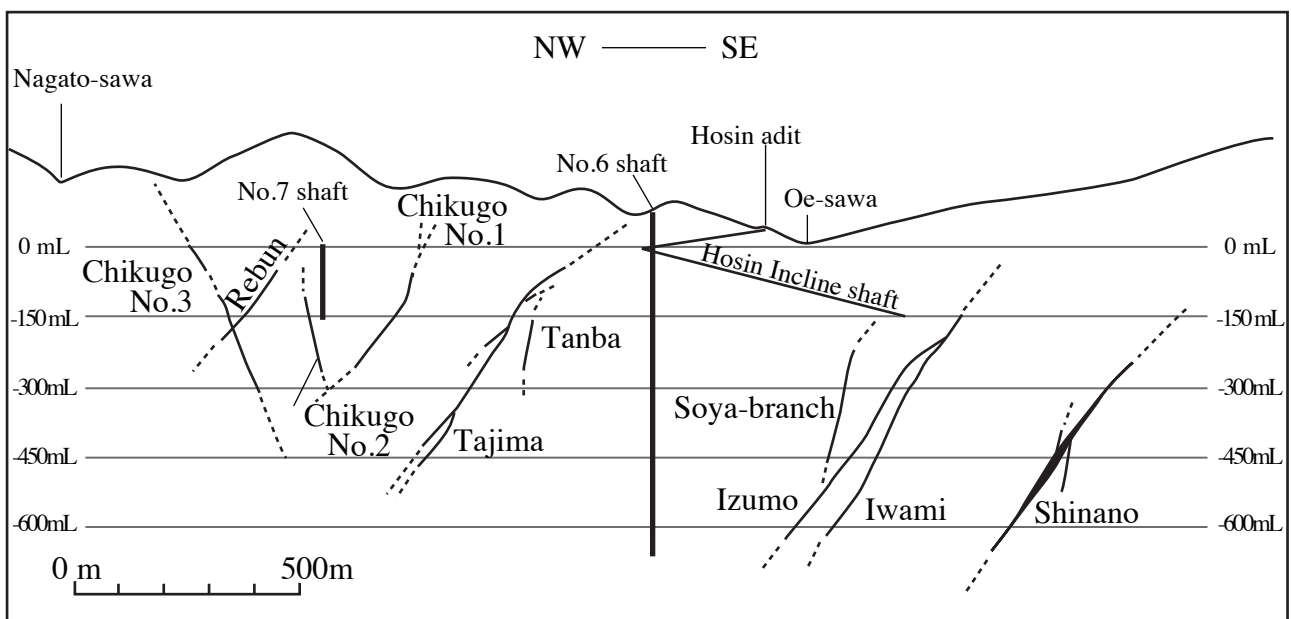 NW SE
Nagato-sawa
Hosin adit
No.6 shaft
No.7 shaft
Oe-sawa
Chikugo
No.1
0 mL
0 mL
Rebun
Hosin Incline shaft
Chikugo
No.3
-150mL
-150mL
Tanba
-300mL
-300mL
Soya-branch
Chikugo
No.2
Tajima
-450mL
-450mL
Izumo
Iwami
Shinano
-600mL
-600mL
0 m
500m